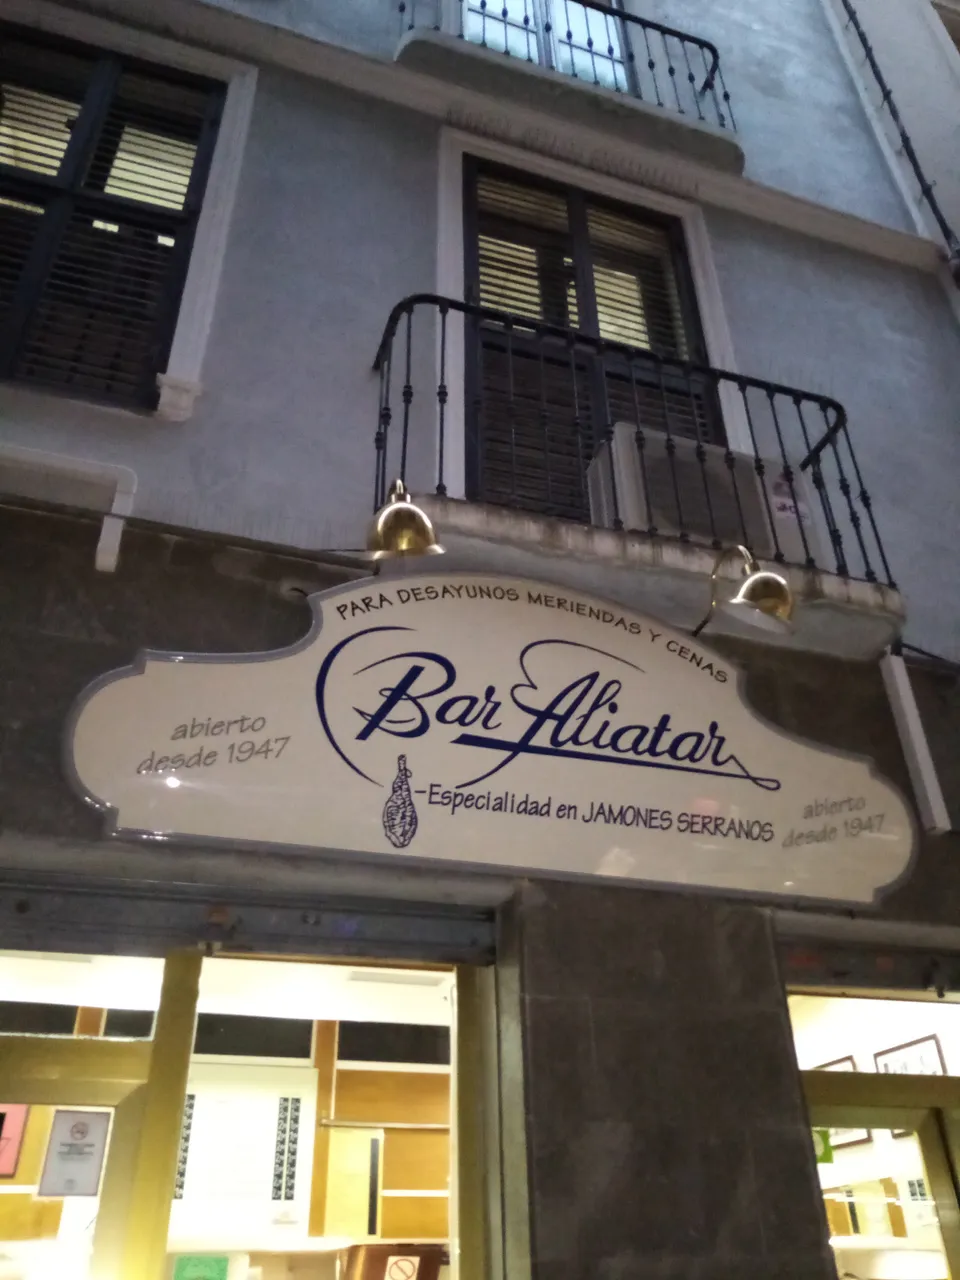 PARA DESAYUNOS MERIENDAS Y CENAS
Bar Aliatar
abierto
desde 1947
Especialidad en JAMONES SERRANOS
abierto
desde 1947